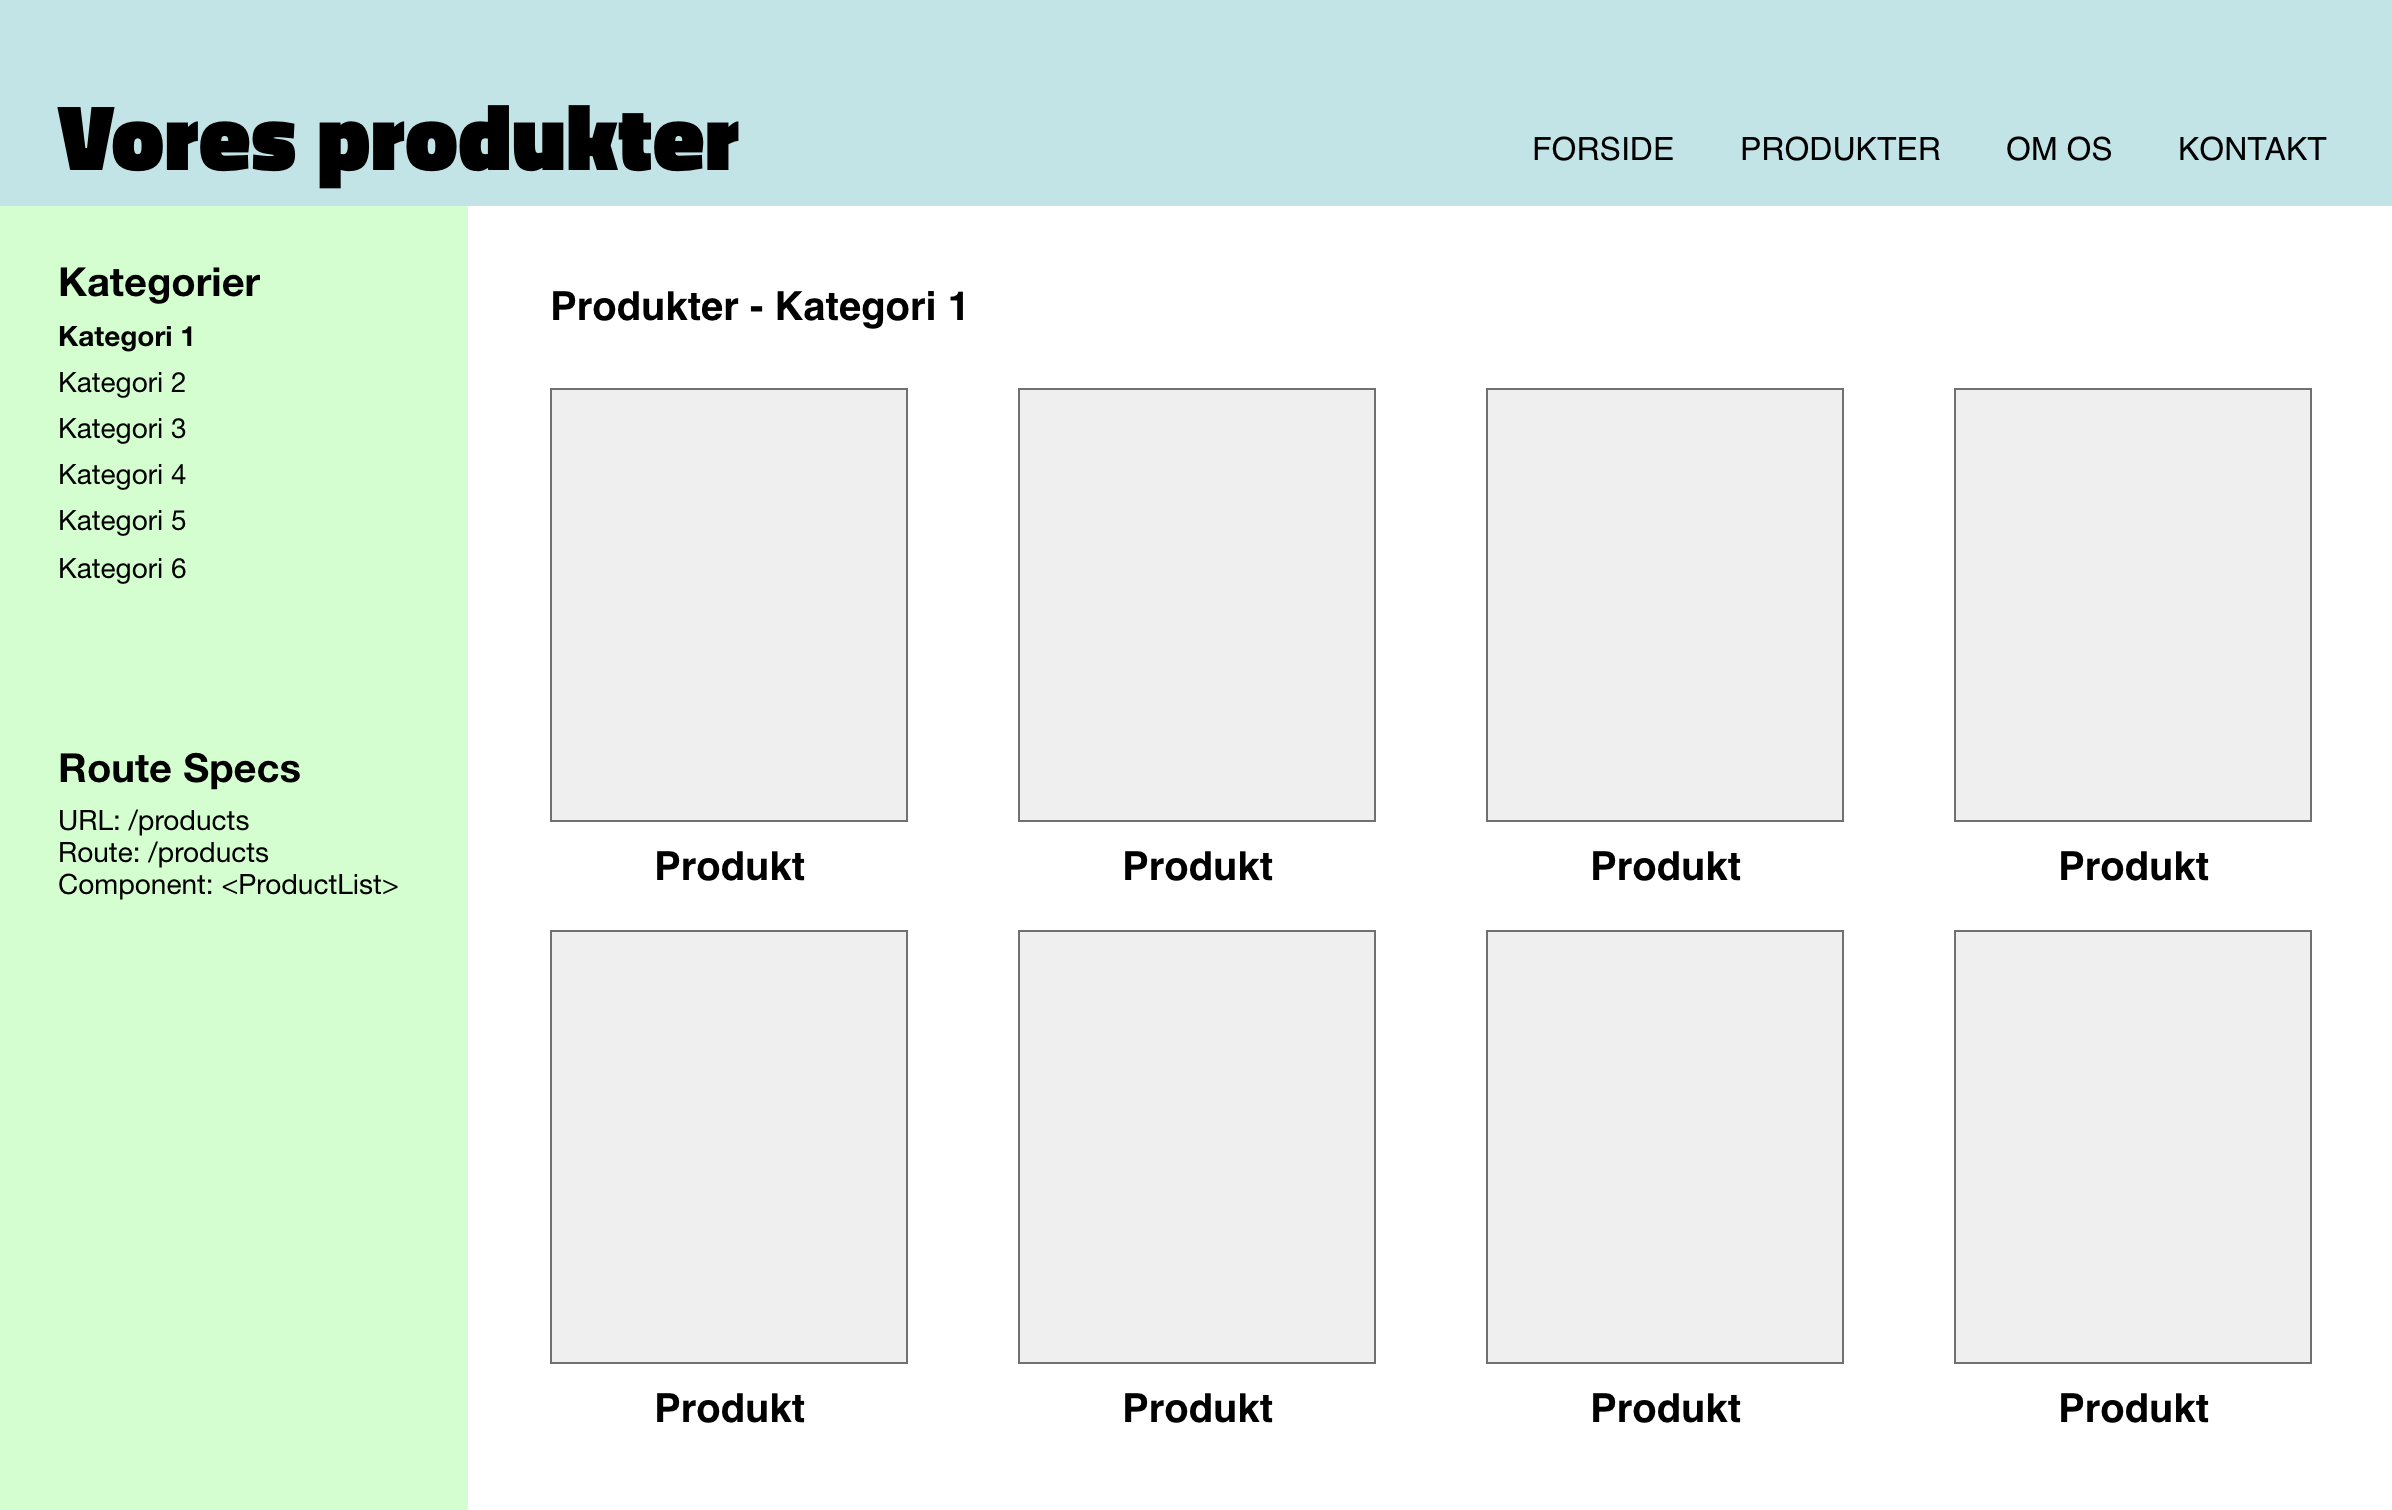 Vores produkter
FORSIDE PRODUKTER OM OS KONTAKT
Kategorier
Kategori 1
Kategori 2
Kategori 3
Kategori 4
Kategori 5
Kategori 6
Route Specs
URL: /products
Route: /products
Component: <ProductList>
Produkter - Kategori 1
Produkt Produkt Produkt Produkt
Produkt Produkt Produkt Produkt